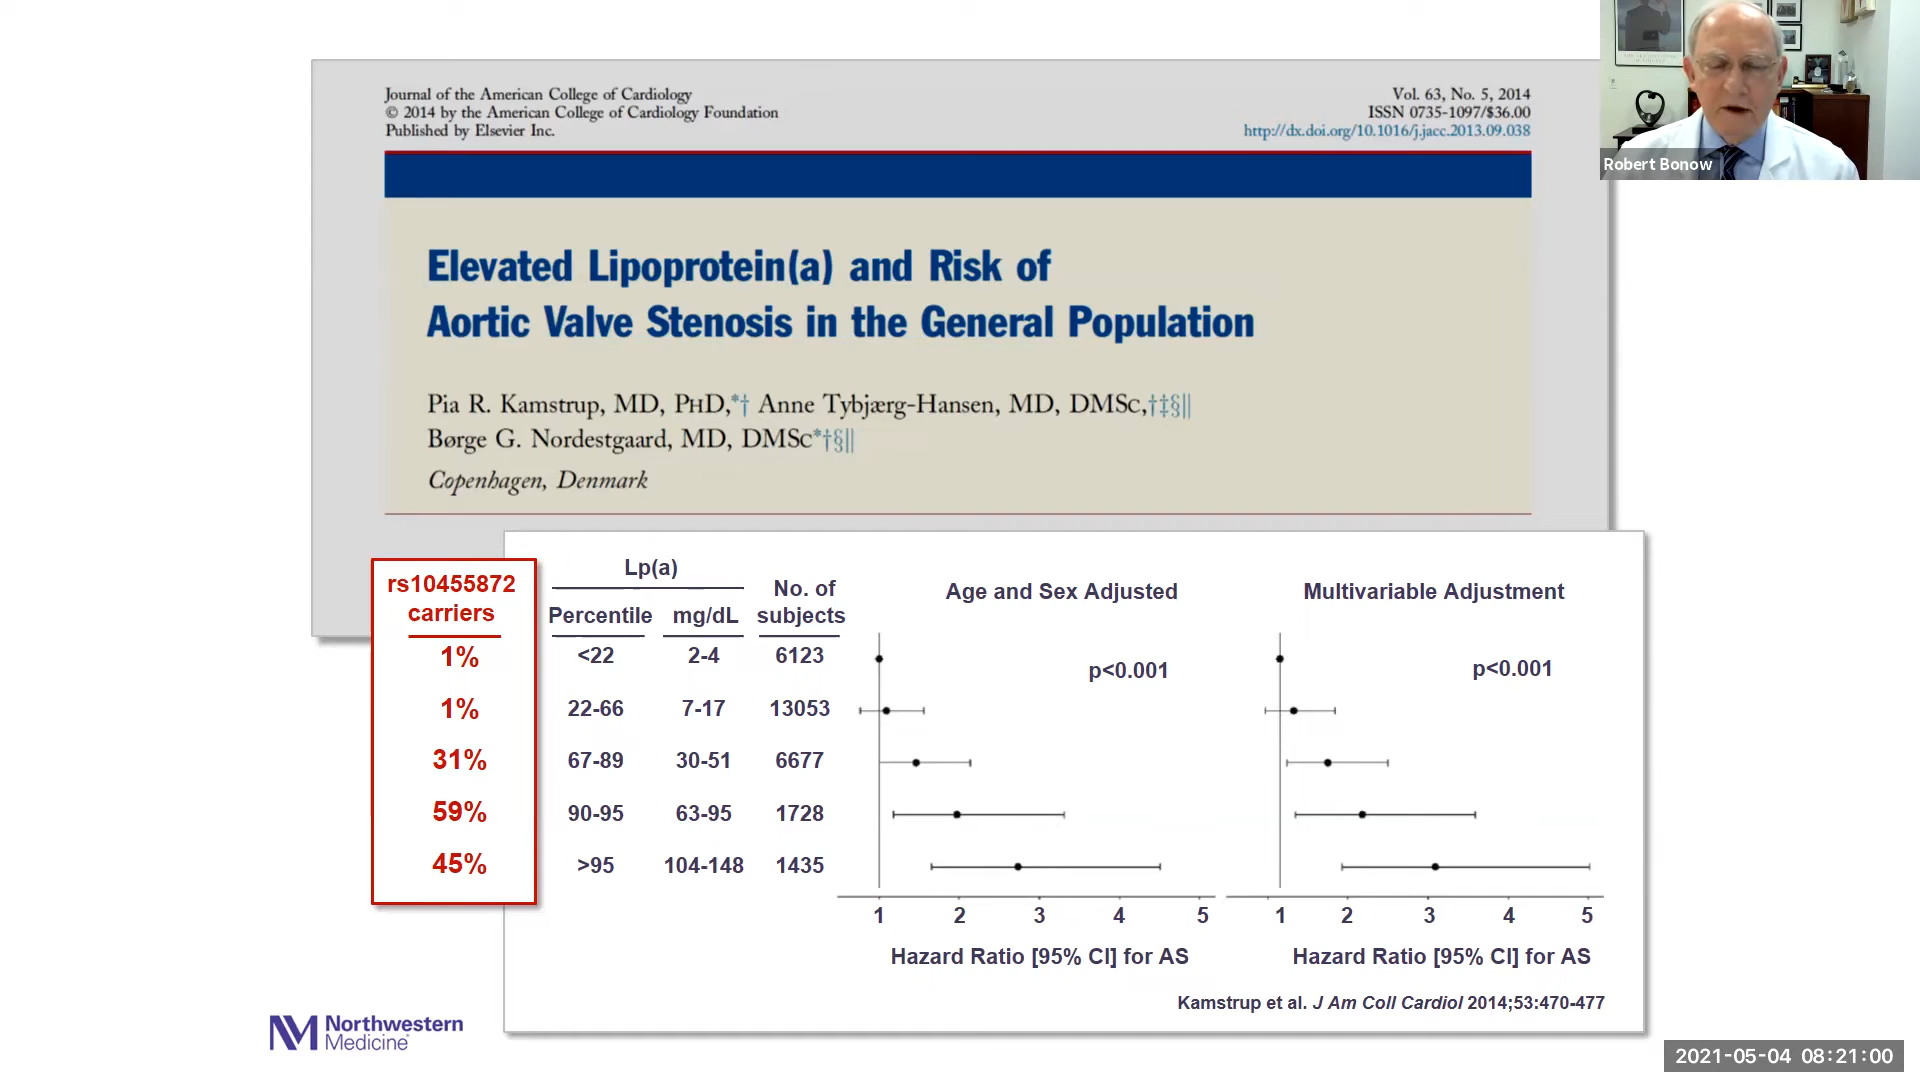 Journal of the American College of Cardiology
© 2014 by the American College of Cardiology Foundation
Published by Elsevier Inc.
Vol. 63, No. 5, 2014
ISSN 0735-1097/$36.00
http://dx.doi.org/10.1016/j.jacc.2013.09.038
Robert Bonow
Elevated Lipoprotein(a) and Risk of
Aortic Valve Stenosis in the General Population
Pia R. Kamstrup, MD, PHD,*† Anne Tybjærg-Hansen, MD, DMSC,†‡§||
Børge G. Nordestgaard, MD, DMSC*†§||
Copenhagen, Denmark
rs10455872
carriers
Lp(a)
Percentile mg/dL
No. of
subjects
Age and Sex Adjusted
Multivariable Adjustment
1% <22 2-4 6123
p<0.001
p<0.001
1% 22-66 7-17 13053
31% 67-89 30-51 6677
59% 90-95 63-95 1728
45% >95 104-148 1435
1 2 3 4 5
1 2 3 4 5
Hazard Ratio [95% CI] for AS
Hazard Ratio [95% CI] for AS
Kamstrup et al. J Am Coll Cardiol 2014;53:470-477
NM Northwestern
Medicine
2021-05-04 08:21:00